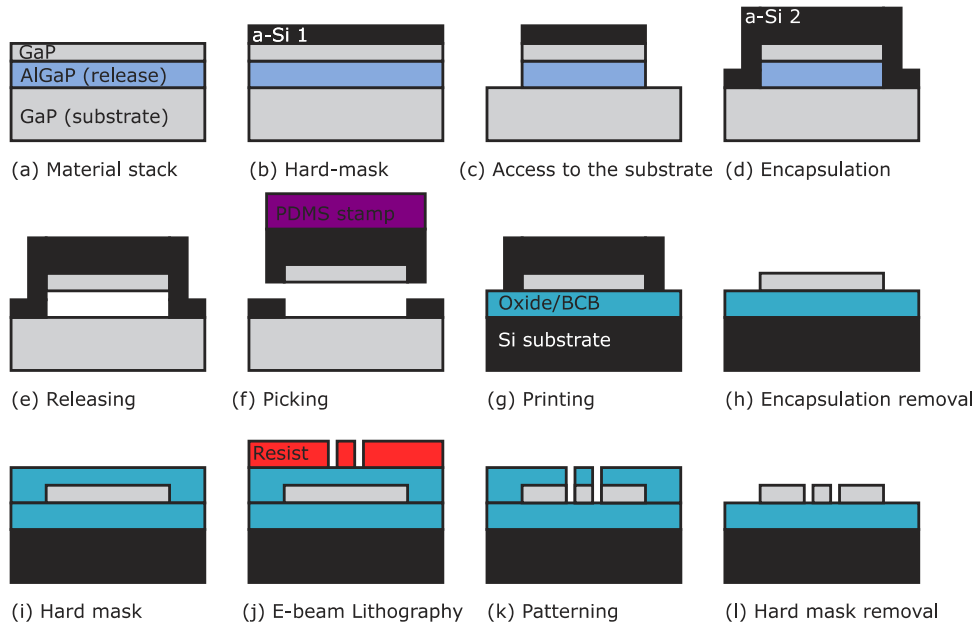 GaP
AlGaP (release)
GaP (substrate)
(a) Material stack
a-Si 1
(b) Hard-mask
(c) Access to the substrate
a-Si 2
(d) Encapsulation
(e) Releasing
PDMS stamp
(f) Picking
Oxide/BCB
Si substrate
(g) Printing
(h) Encapsulation removal
(i) Hard mask
Resist
(j) E-beam Lithography
(k) Patterning
(l) Hard mask removal